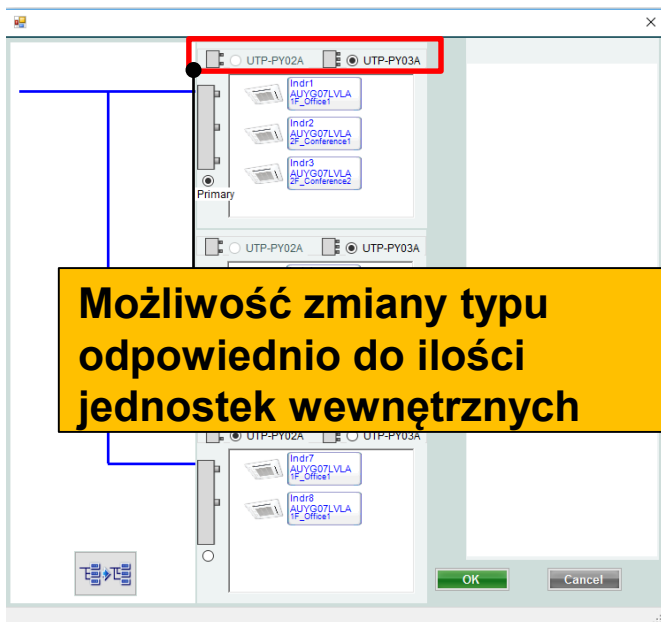 UTP-PY02A UTP-PY03A
Indr1
AUYG07LVLA
1F_Office1
Indr2
AUYG07LVLA
2F_Conference1
Indr3
AUYG07LVLA
2F_Conference2
Primary
UTP-PY02A UTP-PY03A
Możliwość zmiany typu
odpowiednio do ilości
jednostek wewnętrznych
UTP-PY02A UTP-PY03A
Indr7
AUYG07LVLA
1F_Office1
Indr8
AUYG07LVLA
1F_Office1
OK Cancel